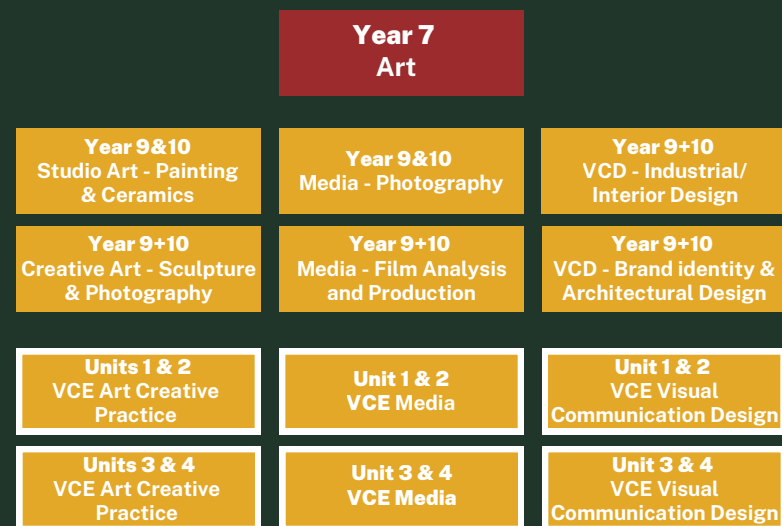 Year 7
Art
Year 9&10
Studio Art - Painting
& Ceramics
Year 9&10
Media - Photography
Year 9+10
VCD - Industrial/
Interior Design
Year 9+10
Creative Art - Sculpture
& Photography
Year 9+10
Media - Film Analysis
and Production
Year 9+10
VCD - Brand identity &
Architectural Design
Units 1 & 2
VCE Art Creative
Practice
Unit 1 & 2
VCE Media
Unit 1 & 2
VCE Visual
Communication Design
Units 3 & 4
VCE Art Creative
Practice
Unit 3 & 4
VCE Media
Unit 3 & 4
VCE Visual
Communication Design